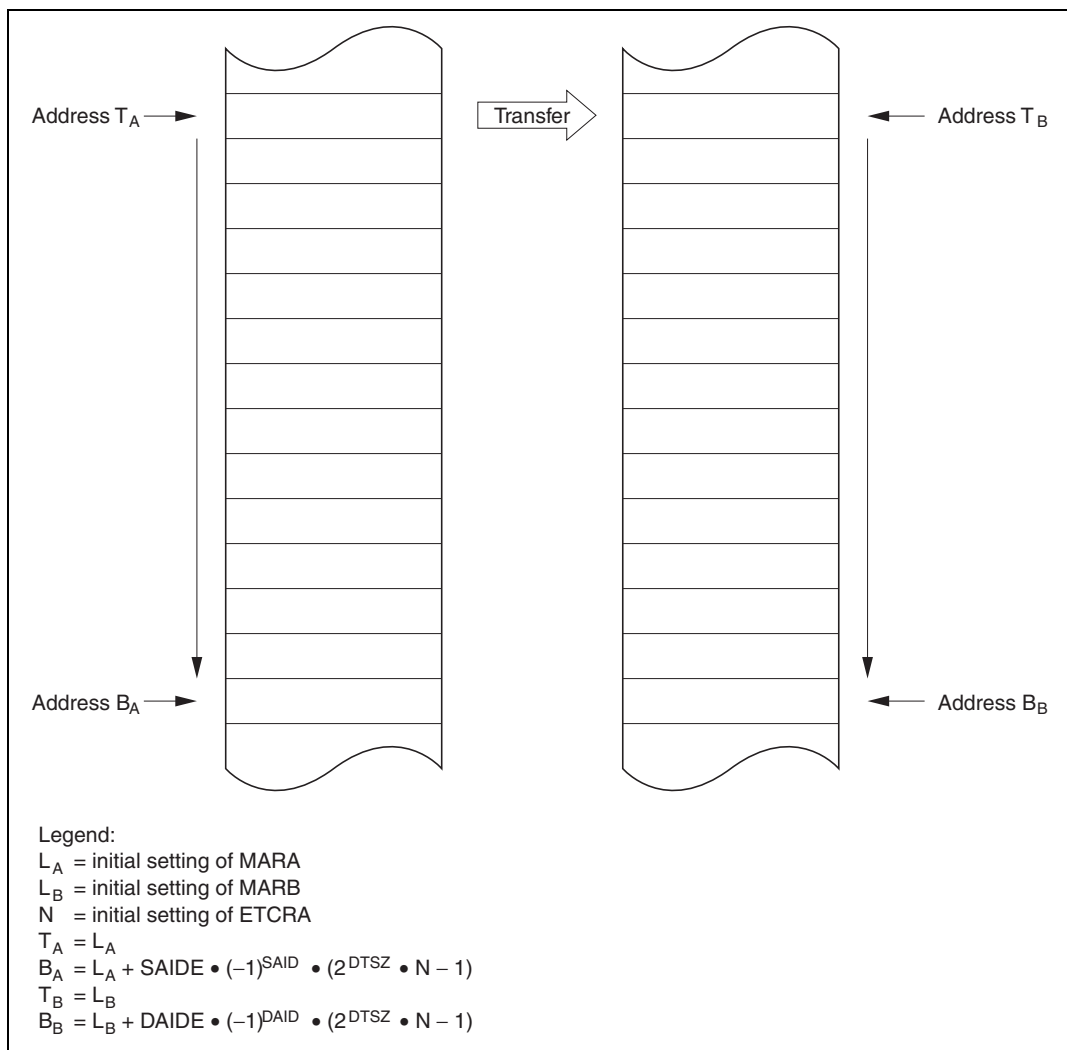 Address T_A
Transfer
Address T_B
Address B_A
Address B_B
Legend:
L_A = initial setting of MARA
L_B = initial setting of MARB
N = initial setting of ETCRA
T_A = L_A
B_A = L_A + SAIDE • (−1)^SAID • (2^DTSZ • N − 1)
T_B = L_B
B_B = L_B + DAIDE • (−1)^DAID • (2^DTSZ • N − 1)